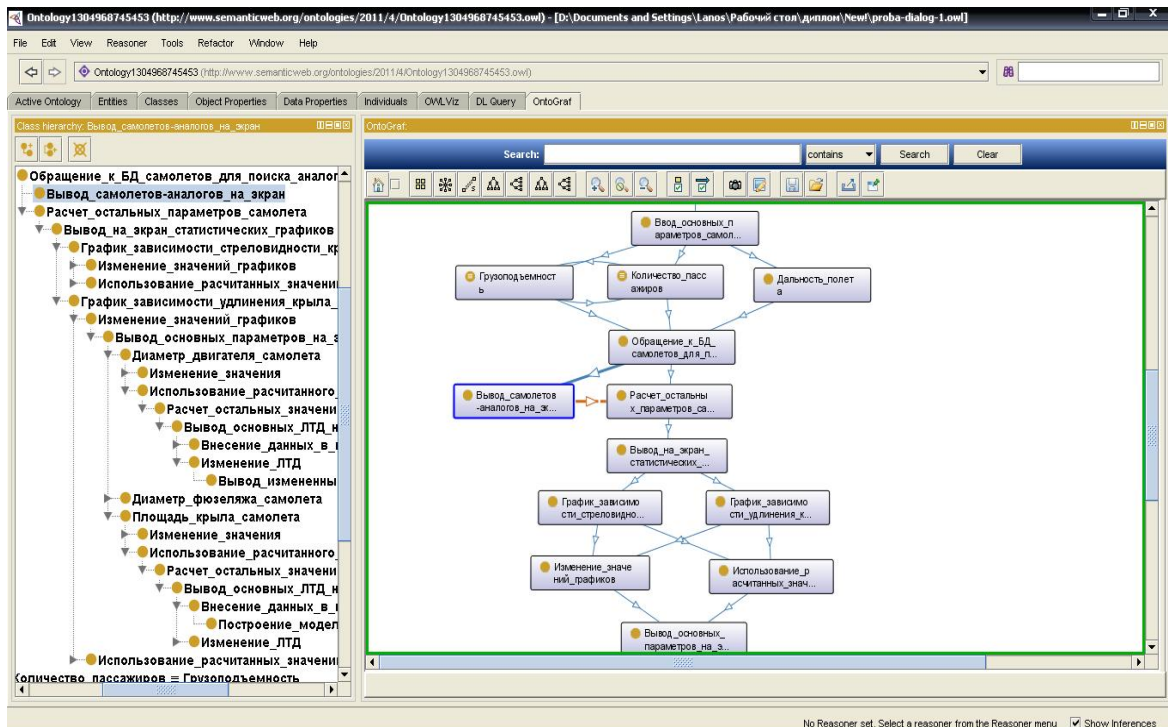 Ontology1304968745453 (http://www.semanticweb.org/ontologies/2011/4/Ontology1304968745453.owl) - [D:\Documents and Settings\Lanos\Рабочий стол\диплом\New!\proba-dialog-1.owl]
File Edit View Reasoner Tools Refactor Window Help
Ontology1304968745453 (http://www.semanticweb.org/ontologies/2011/4/Ontology1304968745453.owl)
Active Ontology Entities Classes Object Properties Data Properties Individuals OWLViz DL Query OntoGraf
Class hierarchy: Вывод_самолетов-аналогов_на_экран
Обращение_к_БД_самолетов_для_поиска_аналог
Вывод_самолетов-аналогов_на_экран
Расчет_остальных_параметров_самолета
Вывод_на_экран_статистических_графиков
График_зависимости_стреловидности_кр
Изменение_значений_графиков
Использование_расчитанных_значени
График_зависимости_удлинения_крыла_
Изменение_значений_графиков
Вывод_основных_параметров_на_э
Диаметр_двигателя_самолета
Изменение_значения
Использование_расчитанного_
Расчет_остальных_значени
Вывод_основных_ЛТД_н
Внесение_данных_в_
Изменение_ЛТД
Вывод_измененны
Диаметр_фюзеляжа_самолета
Площадь_крыла_самолета
Изменение_значения
Использование_расчитанного_
Расчет_остальных_значени
Вывод_основных_ЛТД_н
Внесение_данных_в_
Построение_модел
Изменение_ЛТД
Использование_расчитанных_значени
Количество_пассажиров ≡ Грузоподъемность
OntoGraf:
Search: contains Search Clear
Ввод_основных_п
араметров_самол...
Грузоподъемност
ь
Количество_пасс
ажиров
Дальность_полет
а
Обращение_к_БД_
самолетов_для_п...
Вывод_самолетов
-аналогов_на_эк...
Расчет_остальны
х_параметров_са...
Вывод_на_экран_
статистических_...
График_зависимо
сти_стреловидно...
График_зависимо
сти_удлинения_к...
Изменение_значе
ний_графиков
Использование_р
асчитанных_знач...
Вывод_основных_
параметров_на_э...
No Reasoner set. Select a reasoner from the Reasoner menu Show Inferences